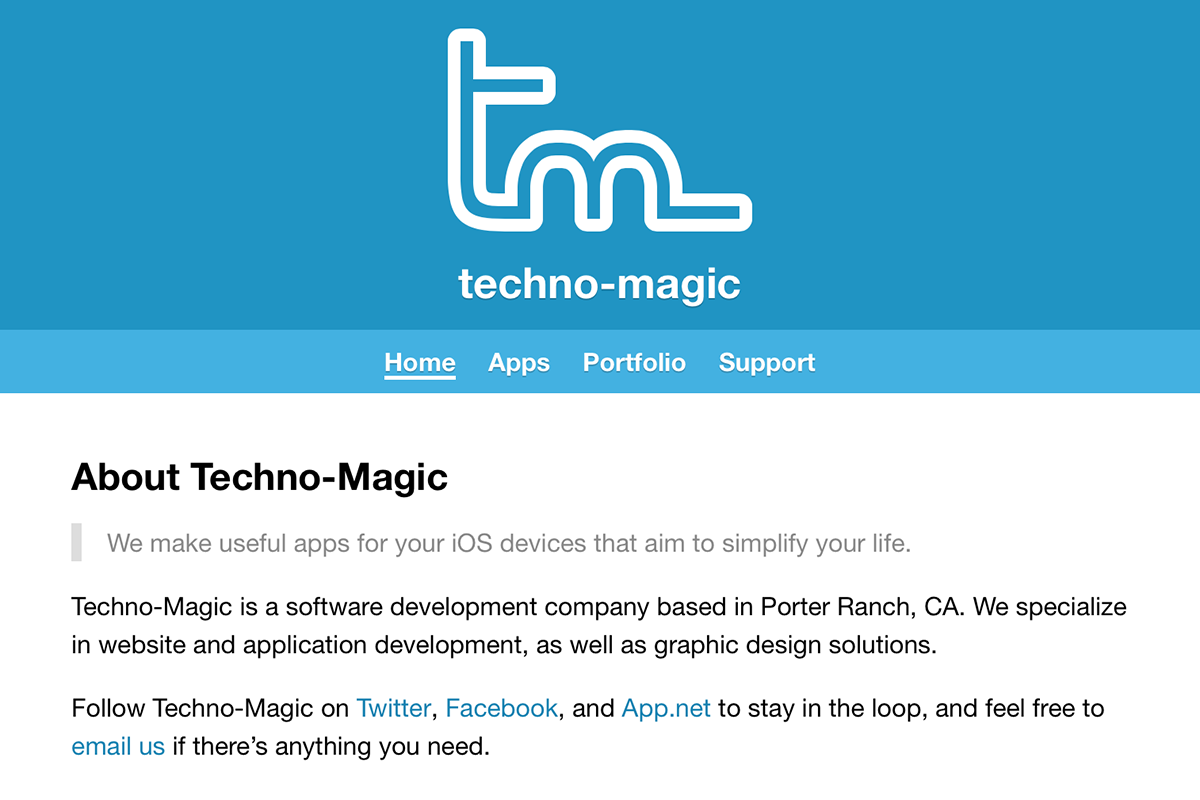 tm
techno-magic
Home Apps Portfolio Support
About Techno-Magic
We make useful apps for your iOS devices that aim to simplify your life.
Techno-Magic is a software development company based in Porter Ranch, CA. We specialize
in website and application development, as well as graphic design solutions.
Follow Techno-Magic on Twitter, Facebook, and App.net to stay in the loop, and feel free to
email us if there’s anything you need.